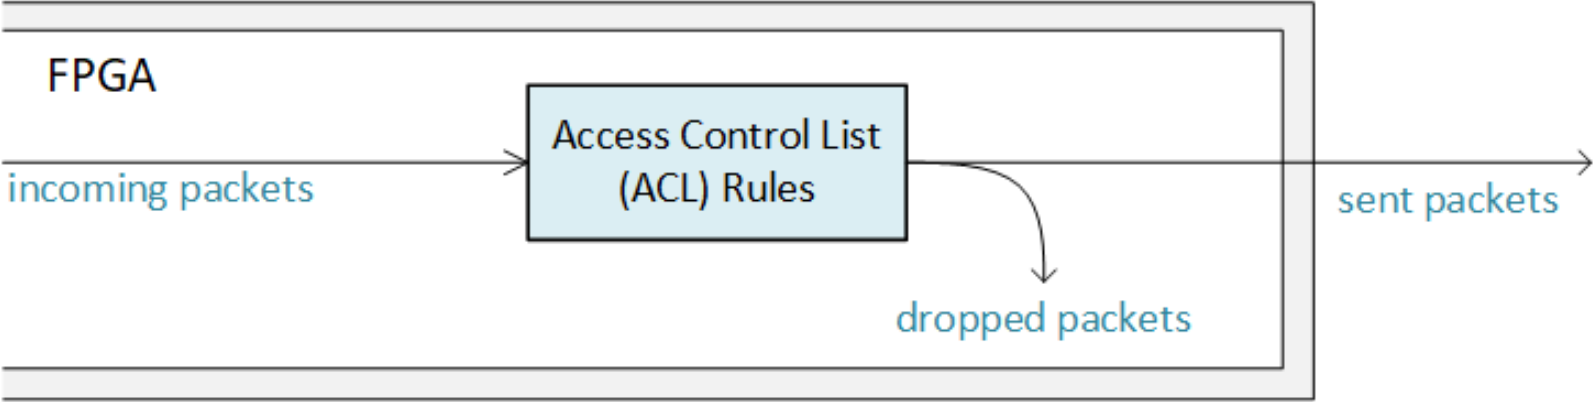 FPGA
Access Control List
(ACL) Rules
incoming packets
sent packets
dropped packets